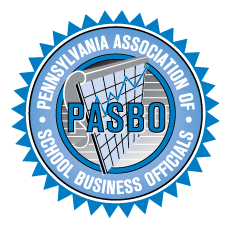 PENNSYLVANIA ASSOCIATION OF
PASBO
SCHOOL BUSINESS OFFICIALS